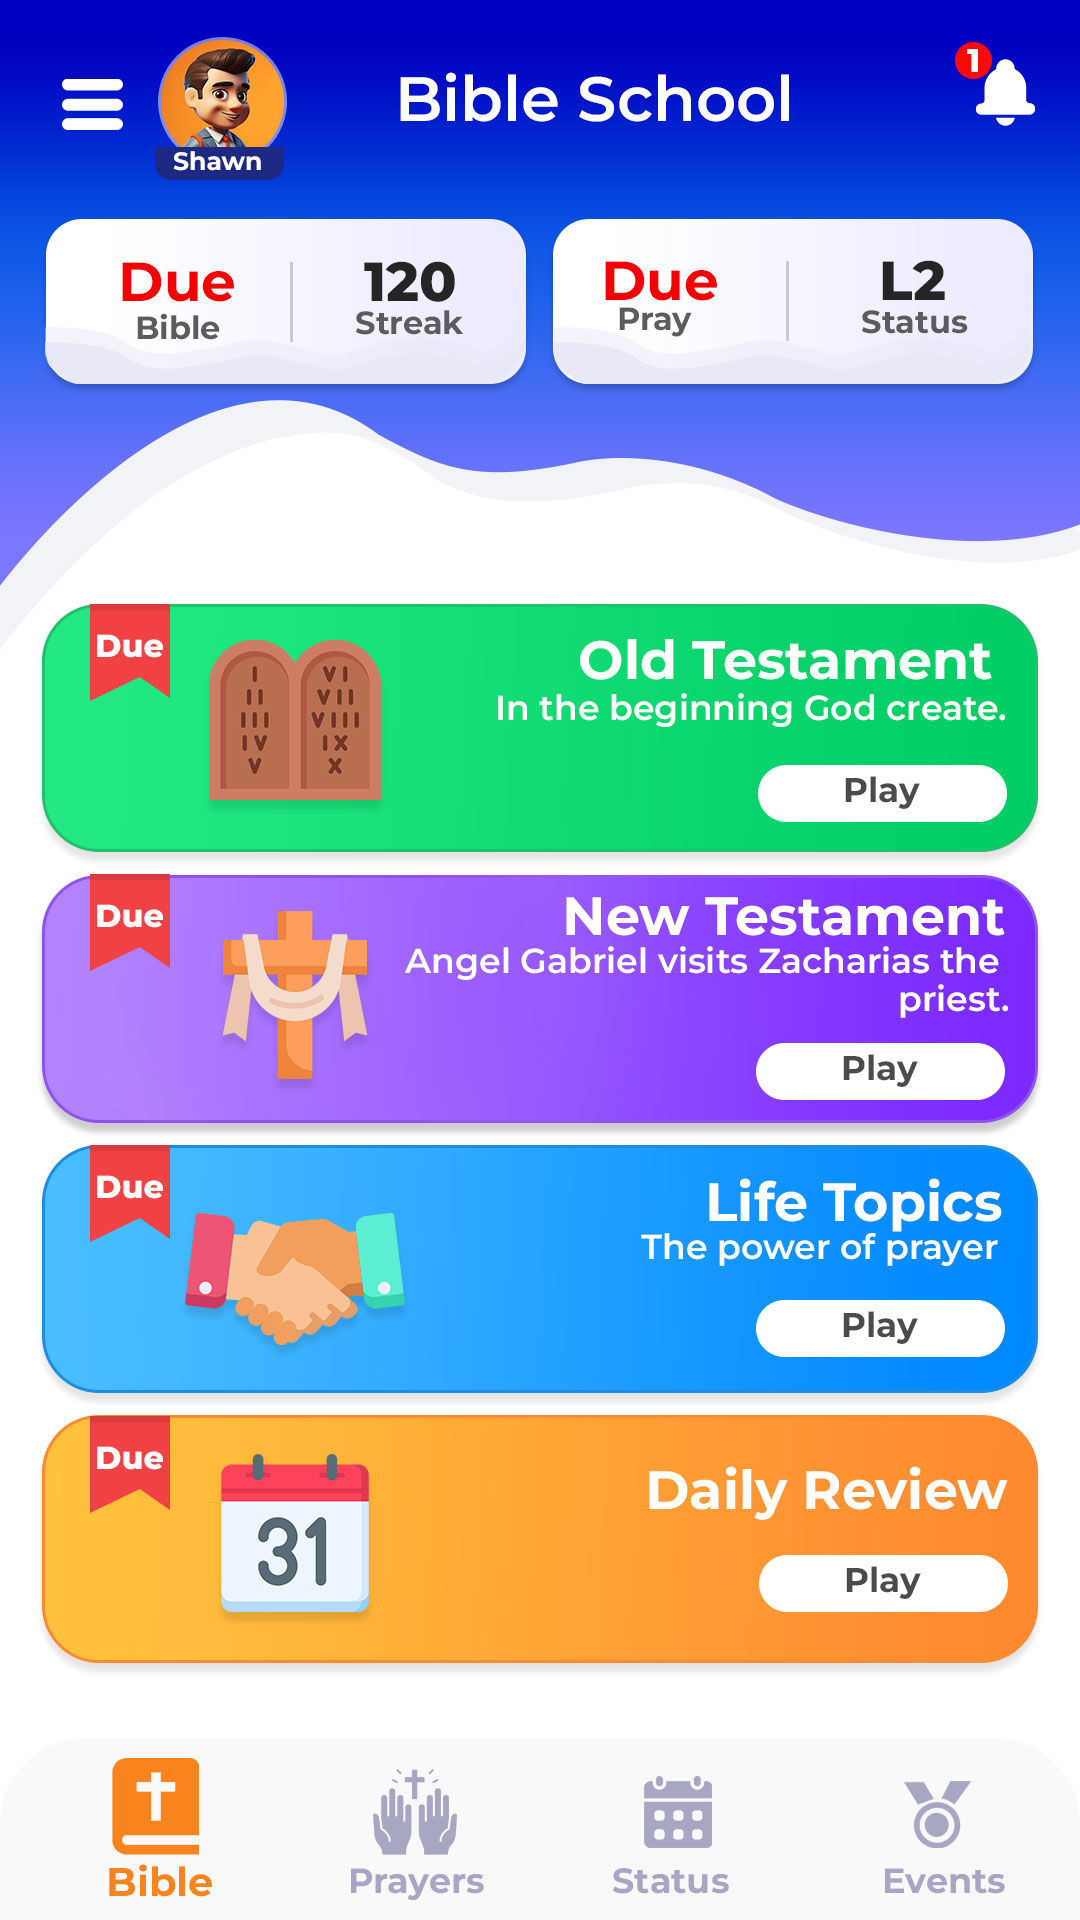 Bible School
1
Shawn
Due
Bible
120
Streak
Due
Pray
L2
Status
Due
I
II
III
IV
V
VI
VII
VIII
IX
X
Old Testament
In the beginning God create.
Play
Due
New Testament
Angel Gabriel visits Zacharias the
priest.
Play
Due
Life Topics
The power of prayer
Play
Due
31
Daily Review
Play
Bible
Prayers
Status
Events